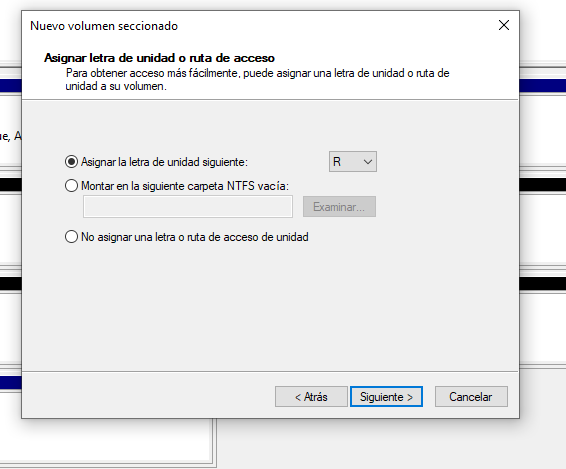 Nuevo volumen seccionado
Asignar letra de unidad o ruta de acceso
Para obtener acceso más fácilmente, puede asignar una letra de unidad o ruta de
unidad a su volumen.
ue, A
Asignar la letra de unidad siguiente: R
Montar en la siguiente carpeta NTFS vacía:
Examinar...
No asignar una letra o ruta de acceso de unidad
< Atrás Siguiente > Cancelar